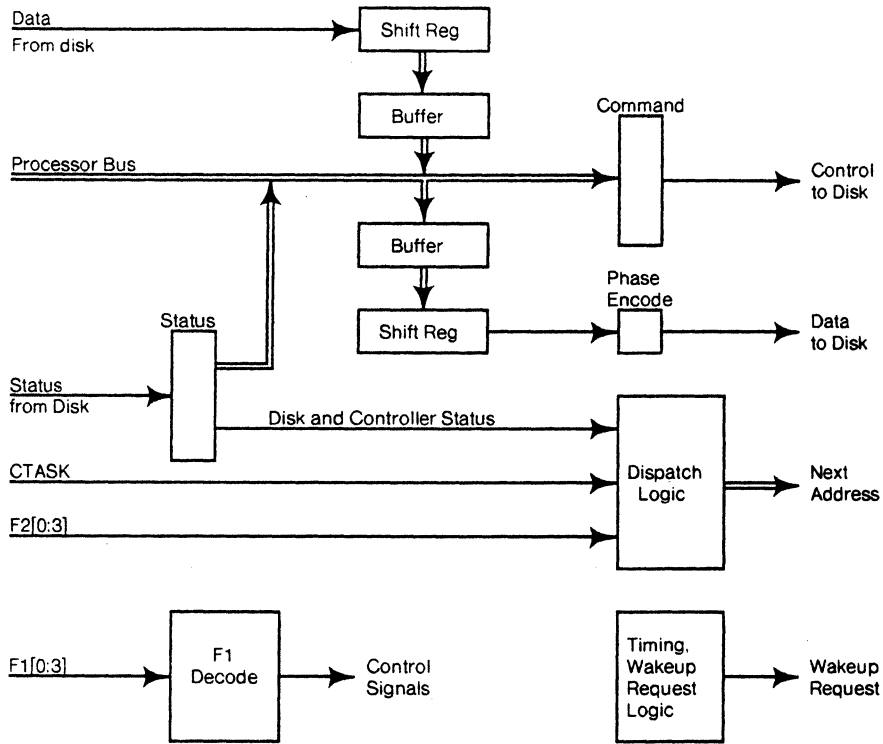 Data
From disk
Shift Reg
Buffer
Command
Processor Bus
Control
to Disk
Buffer
Phase
Encode
Status
Shift Reg
Data
to Disk
Status
from Disk
Disk and Controller Status
CTASK
Dispatch
Logic
Next
Address
F2[0:3]
F1[0:3]
F1
Decode
Control
Signals
Timing,
Wakeup
Request
Logic
Wakeup
Request